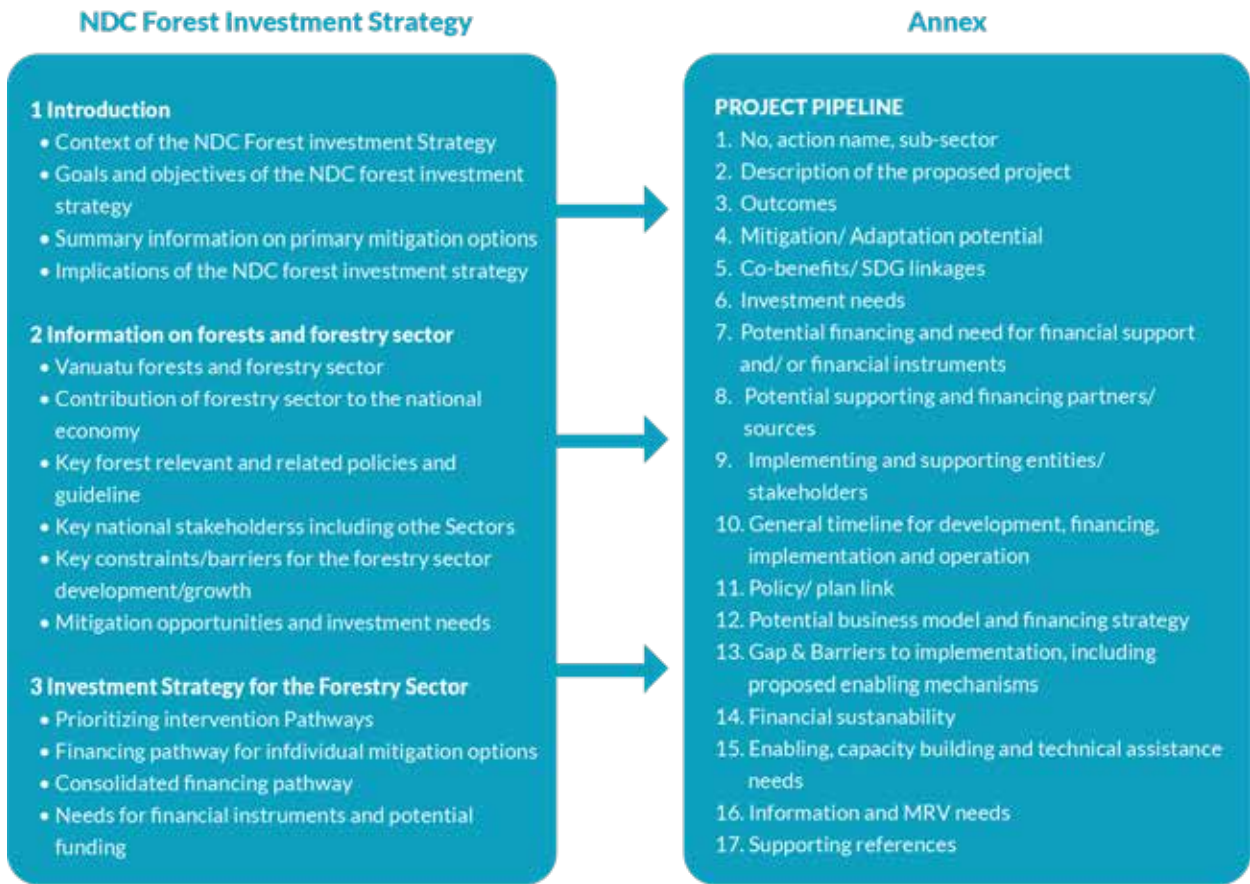 NDC Forest Investment Strategy
1 Introduction
• Context of the NDC Forest investment Strategy
• Goals and objectives of the NDC forest investment
strategy
• Summary information on primary mitigation options
• Implications of the NDC forest investment strategy
2 Information on forests and forestry sector
• Vanuatu forests and forestry sector
• Contribution of forestry sector to the national
economy
• Key forest relevant and related policies and
guideline
• Key national stakeholderss including othe Sectors
• Key constraints/barriers for the forestry sector
development/growth
• Mitigation opportunities and investment needs
3 Investment Strategy for the Forestry Sector
• Prioritizing intervention Pathways
• Financing pathway for infdividual mitigation options
• Consolidated financing pathway
• Needs for financial instruments and potential
funding
Annex
PROJECT PIPELINE
1. No, action name, sub-sector
2. Description of the proposed project
3. Outcomes
4. Mitigation/ Adaptation potential
5. Co-benefits/ SDG linkages
6. Investment needs
7. Potential financing and need for financial support
and/ or financial instruments
8. Potential supporting and financing partners/
sources
9. Implementing and supporting entities/
stakeholders
10. General timeline for development, financing,
implementation and operation
11. Policy/ plan link
12. Potential business model and financing strategy
13. Gap & Barriers to implementation, including
proposed enabling mechanisms
14. Financial sustanability
15. Enabling, capacity building and technical assistance
needs
16. Information and MRV needs
17. Supporting references